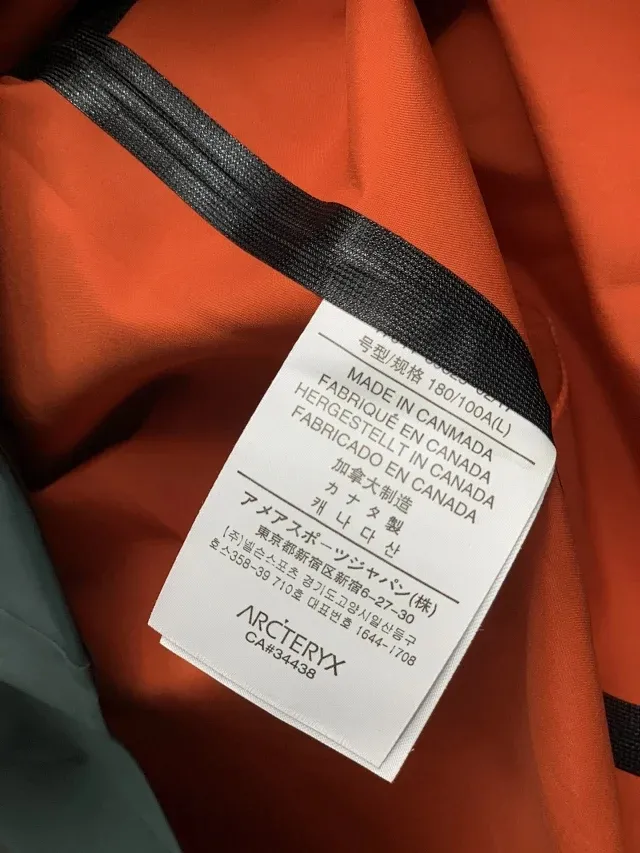 号型/规格 180/100A(L)
MADE IN CANMADA
FABRIQUÉ EN CANADA
HERGESTELLT IN CANADA
FABRICADO EN CANADA
加拿大制造
カナダ製
캐나다산
アメアスポーツジャパン(株)
東京都新宿区新宿6-27-30
(주)넬슨스포츠 경기도고양시일산동구
호소358-39 710호 대표번호 1644-1708
ARC'TERYX
CA#34438